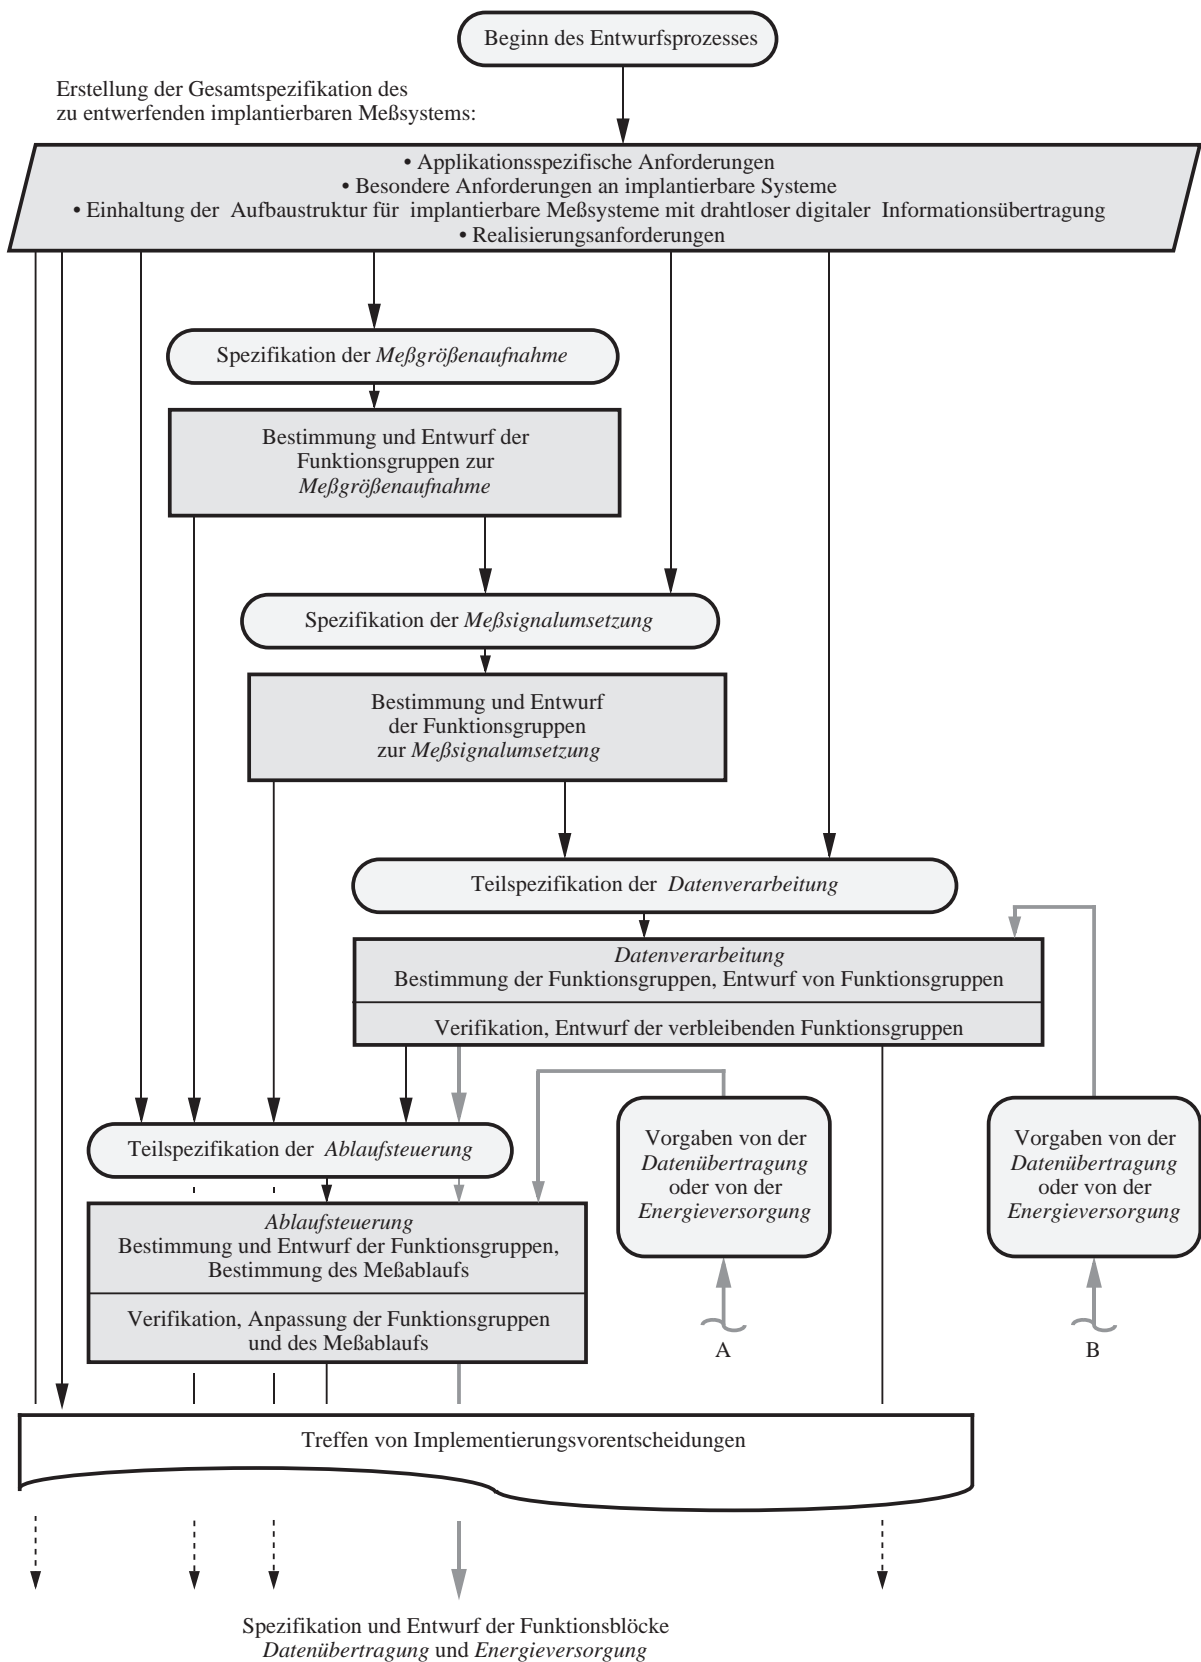 Beginn des Entwurfsprozesses
Erstellung der Gesamtspezifikation des
zu entwerfenden implantierbaren Meßsystems:
• Applikationsspezifische Anforderungen
• Besondere Anforderungen an implantierbare Systeme
• Einhaltung der Aufbaustruktur für implantierbare Meßsysteme mit drahtloser digitaler Informationsübertragung
• Realisierungsanforderungen
Spezifikation der Meßgrößenaufnahme
Bestimmung und Entwurf der
Funktionsgruppen zur
Meßgrößenaufnahme
Spezifikation der Meßsignalumsetzung
Bestimmung und Entwurf
der Funktionsgruppen
zur Meßsignalumsetzung
Teilspezifikation der Datenverarbeitung
Datenverarbeitung
Bestimmung der Funktionsgruppen, Entwurf von Funktionsgruppen
Verifikation, Entwurf der verbleibenden Funktionsgruppen
Teilspezifikation der Ablaufsteuerung
Vorgaben von der
Datenübertragung
oder von der
Energieversorgung
Vorgaben von der
Datenübertragung
oder von der
Energieversorgung
Ablaufsteuerung
Bestimmung und Entwurf der Funktionsgruppen,
Bestimmung des Meßablaufs
Verifikation, Anpassung der Funktionsgruppen
und des Meßablaufs
A
B
Treffen von Implementierungsvorentscheidungen
Spezifikation und Entwurf der Funktionsblöcke
Datenübertragung und Energieversorgung